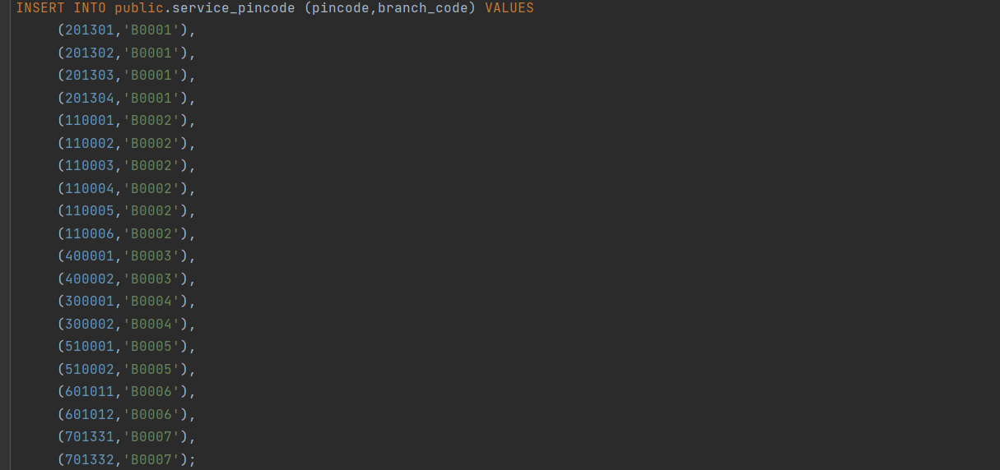 INSERT INTO public.service_pincode (pincode,branch_code) VALUES
(201301,'B0001'),
(201302,'B0001'),
(201303,'B0001'),
(201304,'B0001'),
(110001,'B0002'),
(110002,'B0002'),
(110003,'B0002'),
(110004,'B0002'),
(110005,'B0002'),
(110006,'B0002'),
(400001,'B0003'),
(400002,'B0003'),
(300001,'B0004'),
(300002,'B0004'),
(510001,'B0005'),
(510002,'B0005'),
(601011,'B0006'),
(601012,'B0006'),
(701331,'B0007'),
(701332,'B0007');